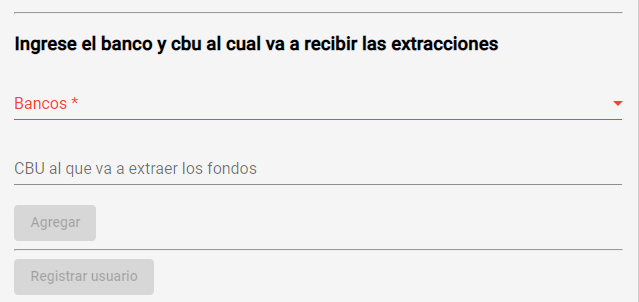 Ingrese el banco y cbu al cual va a recibir las extracciones
Bancos *
CBU al que va a extraer los fondos
Agregar
Registrar usuario